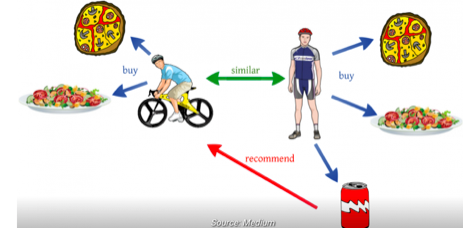 buy
similar
buy
recommend
Source: Medium